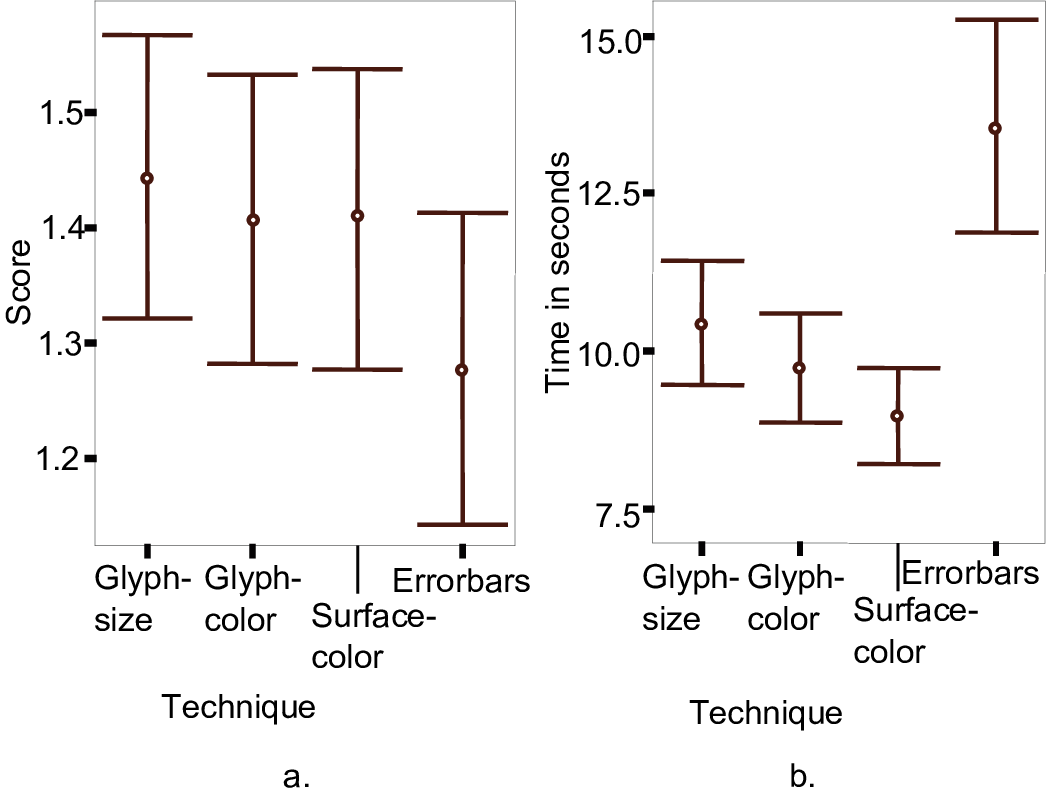 1.5
1.4
1.3
1.2
Score
Glyph-
size
Glyph-
color
Surface-
color
Errorbars
Technique
a.
15.0
12.5
10.0
7.5
Time in seconds
Glyph-
size
Glyph-
color
Surface-
color
Errorbars
Technique
b.